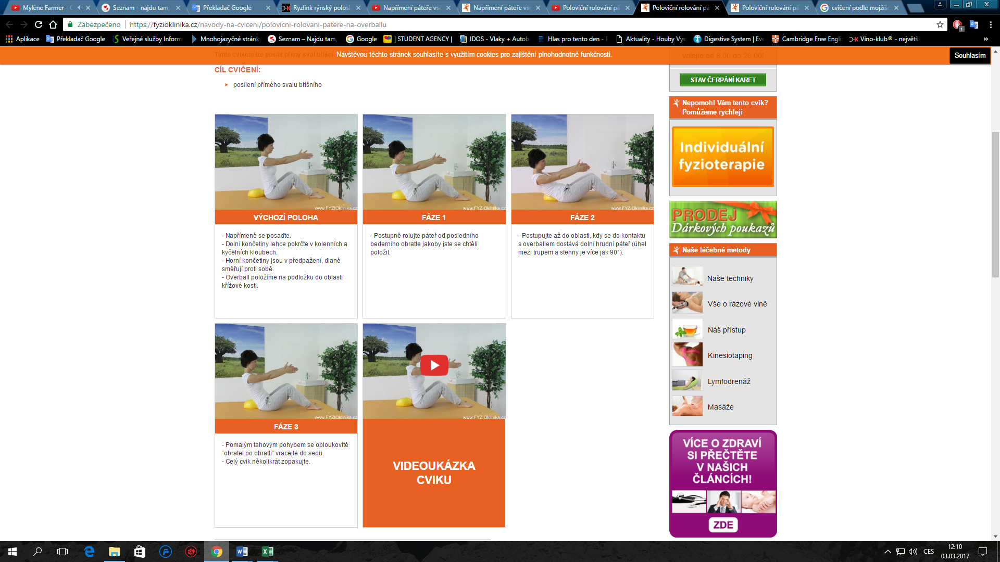 Mylène Farmer - 
Seznam - najdu tam,
Překladač Google
Ryzlink rýnský polos
Napřímení páteře vse
Napřímení páteře vse
Poloviční rolování pá
Poloviční rolování pá
Poloviční rolování pá
cvičení podle mojžíšo
Zabezpečeno
https://fyzioklinika.cz/navody-na-cviceni/polovicni-rolovani-patere-na-overballu
1
Aplikace
Překladač Google
Veřejné služby Inform
Mnohojazyčné stránk
Seznam – Najdu tam,
Google
| STUDENT AGENCY |
IDOS - Vlaky + Autob
Hlas pro tento den - 
Aktuality - Houby Vys
Digestive System | Eve
Cambridge Free Engli
Víno-klub® - největší
»
Tímto cvikem lze posílit přímý sval břišní.
Návštěvou těchto stránek souhlasíte s využitím cookies pro zajištění plnohodnotné funkčnosti.
Souhlasím
volejte od 8.00 do 20.00!
CÍL CVIČENÍ:
posílení přímého svalu břišního
STAV ČERPÁNÍ KARET
Nepomohl Vám tento cvik?
Pomůžeme rychleji
Individuální
fyzioterapie
PRODEJ
Dárkových poukazů
Naše léčebné metody
Naše techniky
Vše o rázové vlně
Náš přístup
Kinesiotaping
Lymfodrenáž
Masáže
VÍCE O ZDRAVÍ
SI PŘEČTĚTE
V NAŠICH
ČLÁNCÍCH!
ZDE
www.FYZIOklinika.cz
VÝCHOZÍ POLOHA
- Napřímeně se posaďte.
- Dolní končetiny lehce pokrčte v kolenních a
kyčelních kloubech.
- Horní končetiny jsou v předpažení, dlaně
směřují proti sobě.
- Overball položíme na podložku do oblasti
křížové kosti.
www.FYZIOklinika.cz
FÁZE 1
- Postupně rolujte páteř od posledního
bederního obratle jakoby jste se chtěli
položit.
www.FYZIOklinika.cz
FÁZE 2
- Postupujte až do oblasti, kdy se do kontaktu
s overballem dostává dolní hrudní páteř (úhel
mezi trupem a stehny je více jak 90°).
www.FYZIOklinika.cz
FÁZE 3
- Pomalým tahovým pohybem se obloukovitě
“obratel po obratli” vracejte do sedu.
- Celý cvik několikrát zopakujte.
www.FYZIOklinika.cz
VIDEOUKÁZKA
CVIKU
CES
12:10
03.03.2017